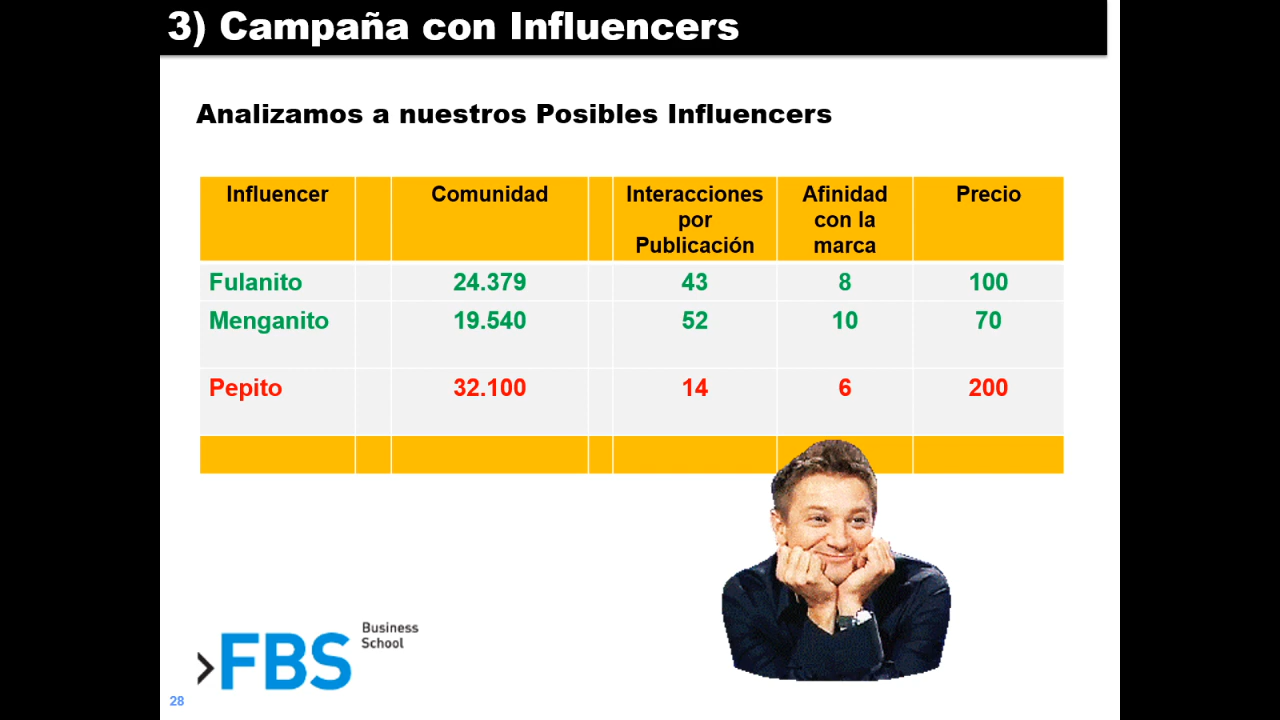 3) Campaña con Influencers
Analizamos a nuestros Posibles Influencers
Influencer Comunidad Interacciones por Publicación Afinidad con la marca Precio
Fulanito 24.379 43 8 100
Menganito 19.540 52 10 70
Pepito 32.100 14 6 200
FBS Business School
28